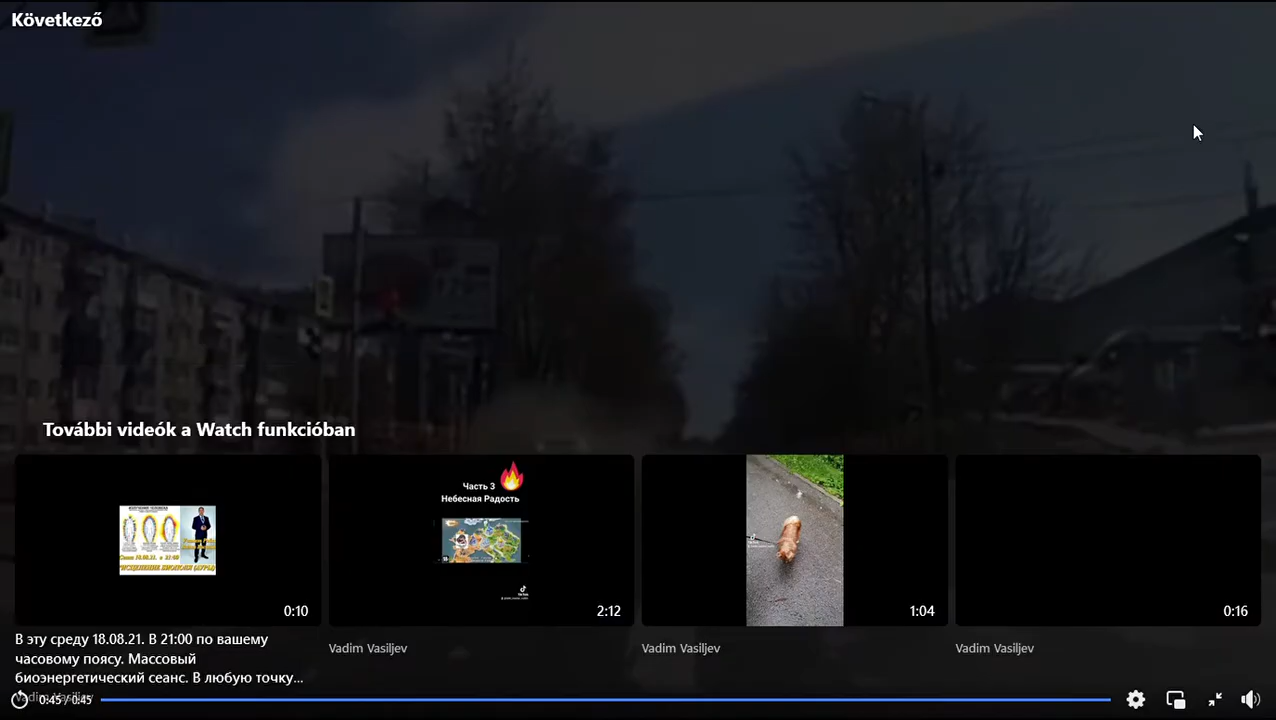 Következő
További videók a Watch funkcióban
Часть 3
Небесная Радость
0:10
2:12
1:04
0:16
В эту среду 18.08.21. В 21:00 по вашему
часовому поясу. Массовый
биоэнергетический сеанс. В любую точку...
Vadim Vasiljev
Vadim Vasiljev
Vadim Vasiljev
Vadim Vasiljev
0:45 / 0:45